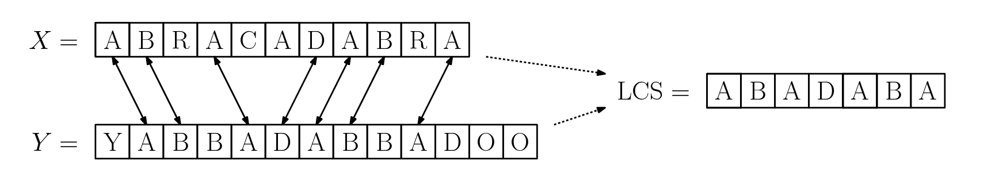 X = A B R A C A D A B R A
LCS = A B A D A B A
Y = Y A B B A D A B B A D O O